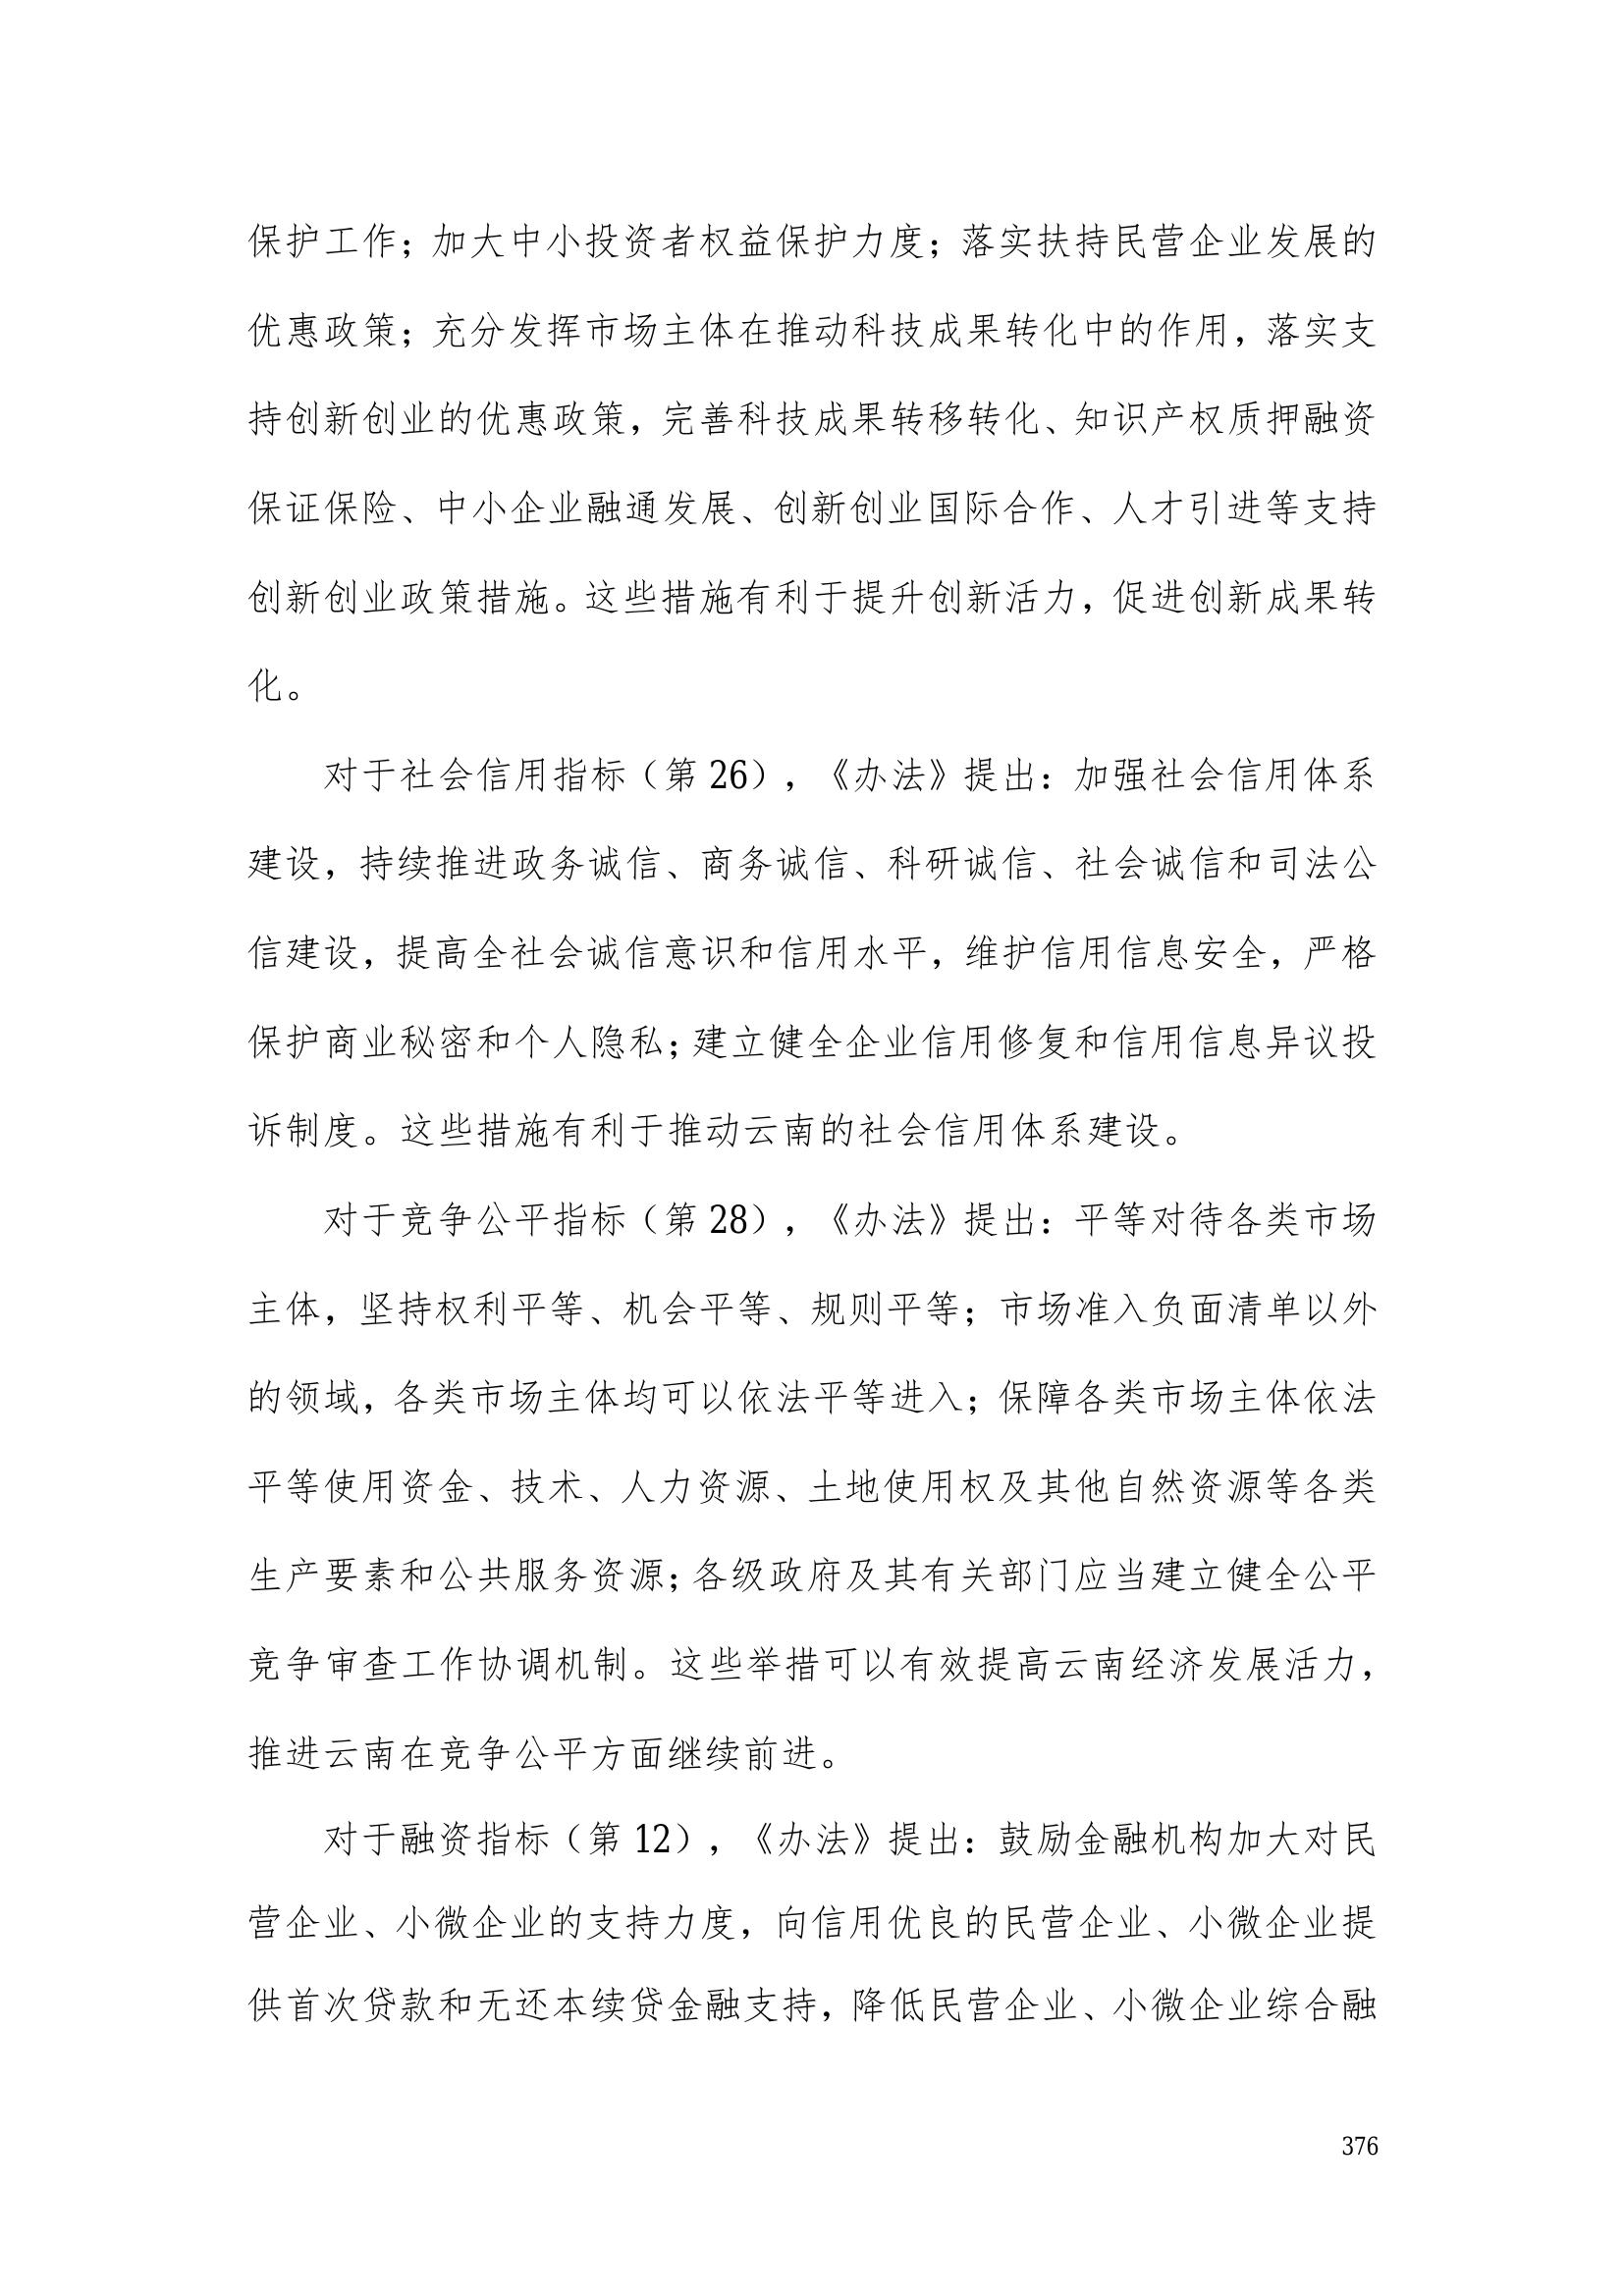 保护工作；加大中小投资者权益保护力度；落实扶持民营企业发展的
优惠政策；充分发挥市场主体在推动科技成果转化中的作用，落实支
持创新创业的优惠政策，完善科技成果转移转化、知识产权质押融资
保证保险、中小企业融通发展、创新创业国际合作、人才引进等支持
创新创业政策措施。这些措施有利于提升创新活力，促进创新成果转
化。
对于社会信用指标（第 26），《办法》提出：加强社会信用体系
建设，持续推进政务诚信、商务诚信、科研诚信、社会诚信和司法公
信建设，提高全社会诚信意识和信用水平，维护信用信息安全，严格
保护商业秘密和个人隐私；建立健全企业信用修复和信用信息异议投
诉制度。这些措施有利于推动云南的社会信用体系建设。
对于竞争公平指标（第 28），《办法》提出：平等对待各类市场
主体，坚持权利平等、机会平等、规则平等；市场准入负面清单以外
的领域，各类市场主体均可以依法平等进入；保障各类市场主体依法
平等使用资金、技术、人力资源、土地使用权及其他自然资源等各类
生产要素和公共服务资源；各级政府及其有关部门应当建立健全公平
竞争审查工作协调机制。这些举措可以有效提高云南经济发展活力，
推进云南在竞争公平方面继续前进。
对于融资指标（第 12），《办法》提出：鼓励金融机构加大对民
营企业、小微企业的支持力度，向信用优良的民营企业、小微企业提
供首次贷款和无还本续贷金融支持，降低民营企业、小微企业综合融
376